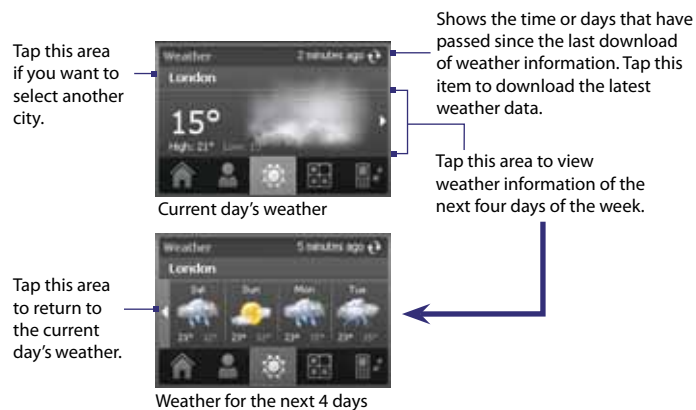 Tap this area
if you want to
select another
city.
Weather
2 minutes ago
London
15°
High: 21° Low: 15°
Current day's weather
Shows the time or days that have
passed since the last download
of weather information. Tap this
item to download the latest
weather data.
Tap this area to view
weather information of the
next four days of the week.
Tap this area
to return to
the current
day's weather.
Weather
5 minutes ago
London
Sat Sun Mon Tue
Weather for the next 4 days